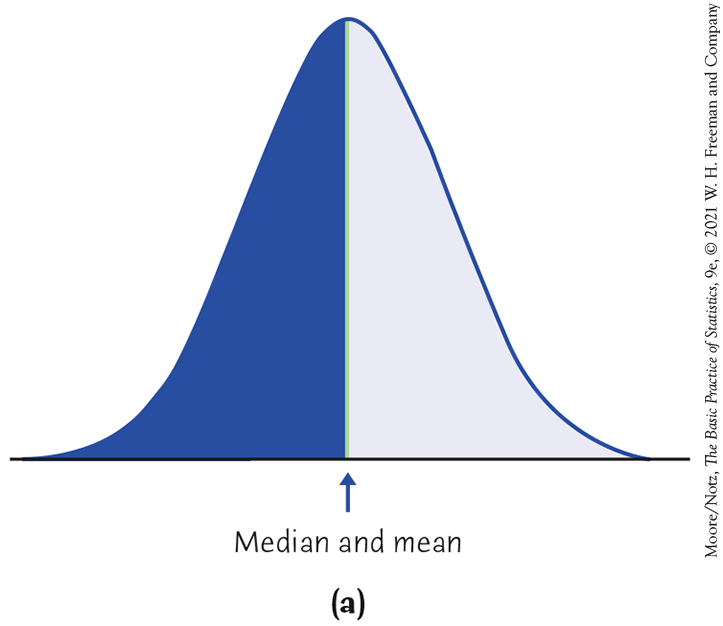 Median and mean
(a)
Moore/Notz, The Basic Practice of Statistics, 9e, © 2021 W. H. Freeman and Company